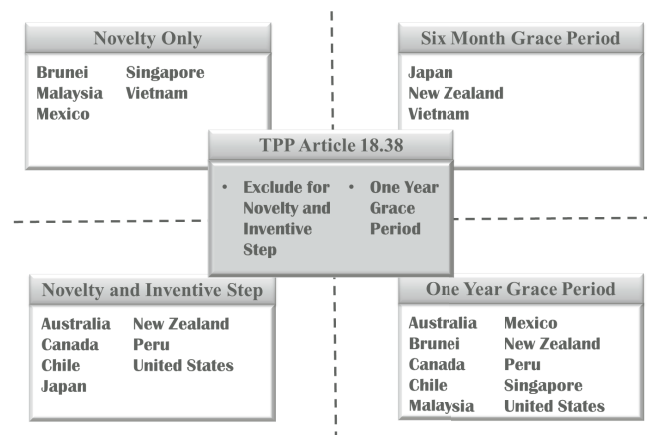 Novelty Only
Brunei Singapore
Malaysia Vietnam
Mexico
Six Month Grace Period
Japan
New Zealand
Vietnam
TPP Article 18.38
• Exclude for
Novelty and
Inventive
Step
• One Year
Grace
Period
Novelty and Inventive Step
Australia New Zealand
Canada Peru
Chile United States
Japan
One Year Grace Period
Australia Mexico
Brunei New Zealand
Canada Peru
Chile Singapore
Malaysia United States